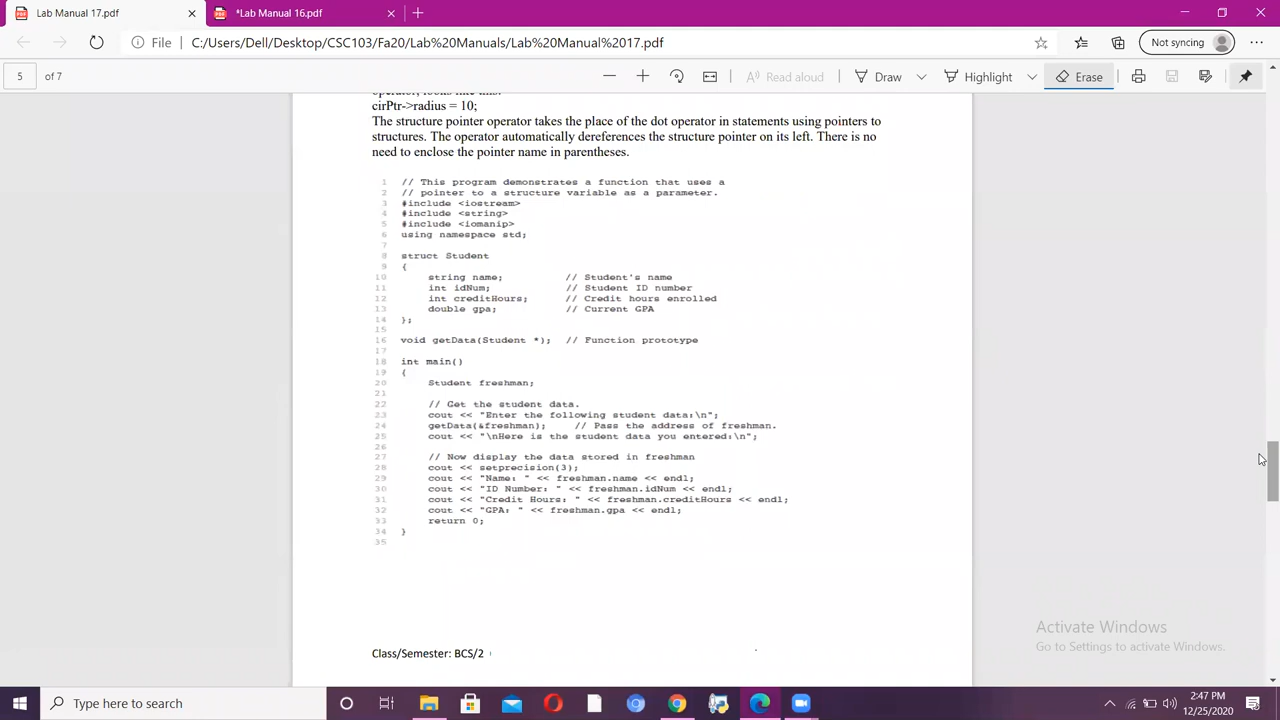 Lab Manual 17.pdf
*Lab Manual 16.pdf
File
C:/Users/Dell/Desktop/CSC103/Fa20/Lab%20Manuals/Lab%20Manual%2017.pdf
Not syncing
5 of 7
Read aloud
Draw
Highlight
Erase
operator, looks like this:
cirPtr->radius = 10;
The structure pointer operator takes the place of the dot operator in statements using pointers to
structures. The operator automatically dereferences the structure pointer on its left. There is no
need to enclose the pointer name in parentheses.
1 // This program demonstrates a function that uses a
2 // pointer to a structure variable as a parameter.
3 #include <iostream>
4 #include <string>
5 #include <iomanip>
6 using namespace std;
7
8 struct Student
9 {
10 string name; // Student's name
11 int idNum; // Student ID number
12 int creditHours; // Credit hours enrolled
13 double gpa; // Current GPA
14 };
15
16 void getData(Student *); // Function prototype
17
18 int main()
19 {
20 Student freshman;
21
22 // Get the student data.
23 cout << "Enter the following student data:\n";
24 getData(&freshman); // Pass the address of freshman.
25 cout << "\nHere is the student data you entered:\n";
26
27 // Now display the data stored in freshman
28 cout << setprecision(3);
29 cout << "Name: " << freshman.name << endl;
30 cout << "ID Number: " << freshman.idNum << endl;
31 cout << "Credit Hours: " << freshman.creditHours << endl;
32 cout << "GPA: " << freshman.gpa << endl;
33 return 0;
34 }
35
Class/Semester: BCS/2
Activate Windows
Go to Settings to activate Windows.
Type here to search
2:47 PM
12/25/2020